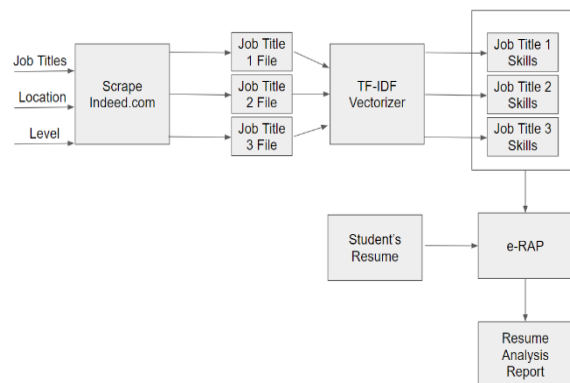 Job Titles
Location
Level
Scrape
Indeed.com
Job Title
1 File
Job Title
2 File
Job Title
3 File
TF-IDF
Vectorizer
Job Title 1
Skills
Job Title 2
Skills
Job Title 3
Skills
Student's
Resume
e-RAP
Resume
Analysis
Report